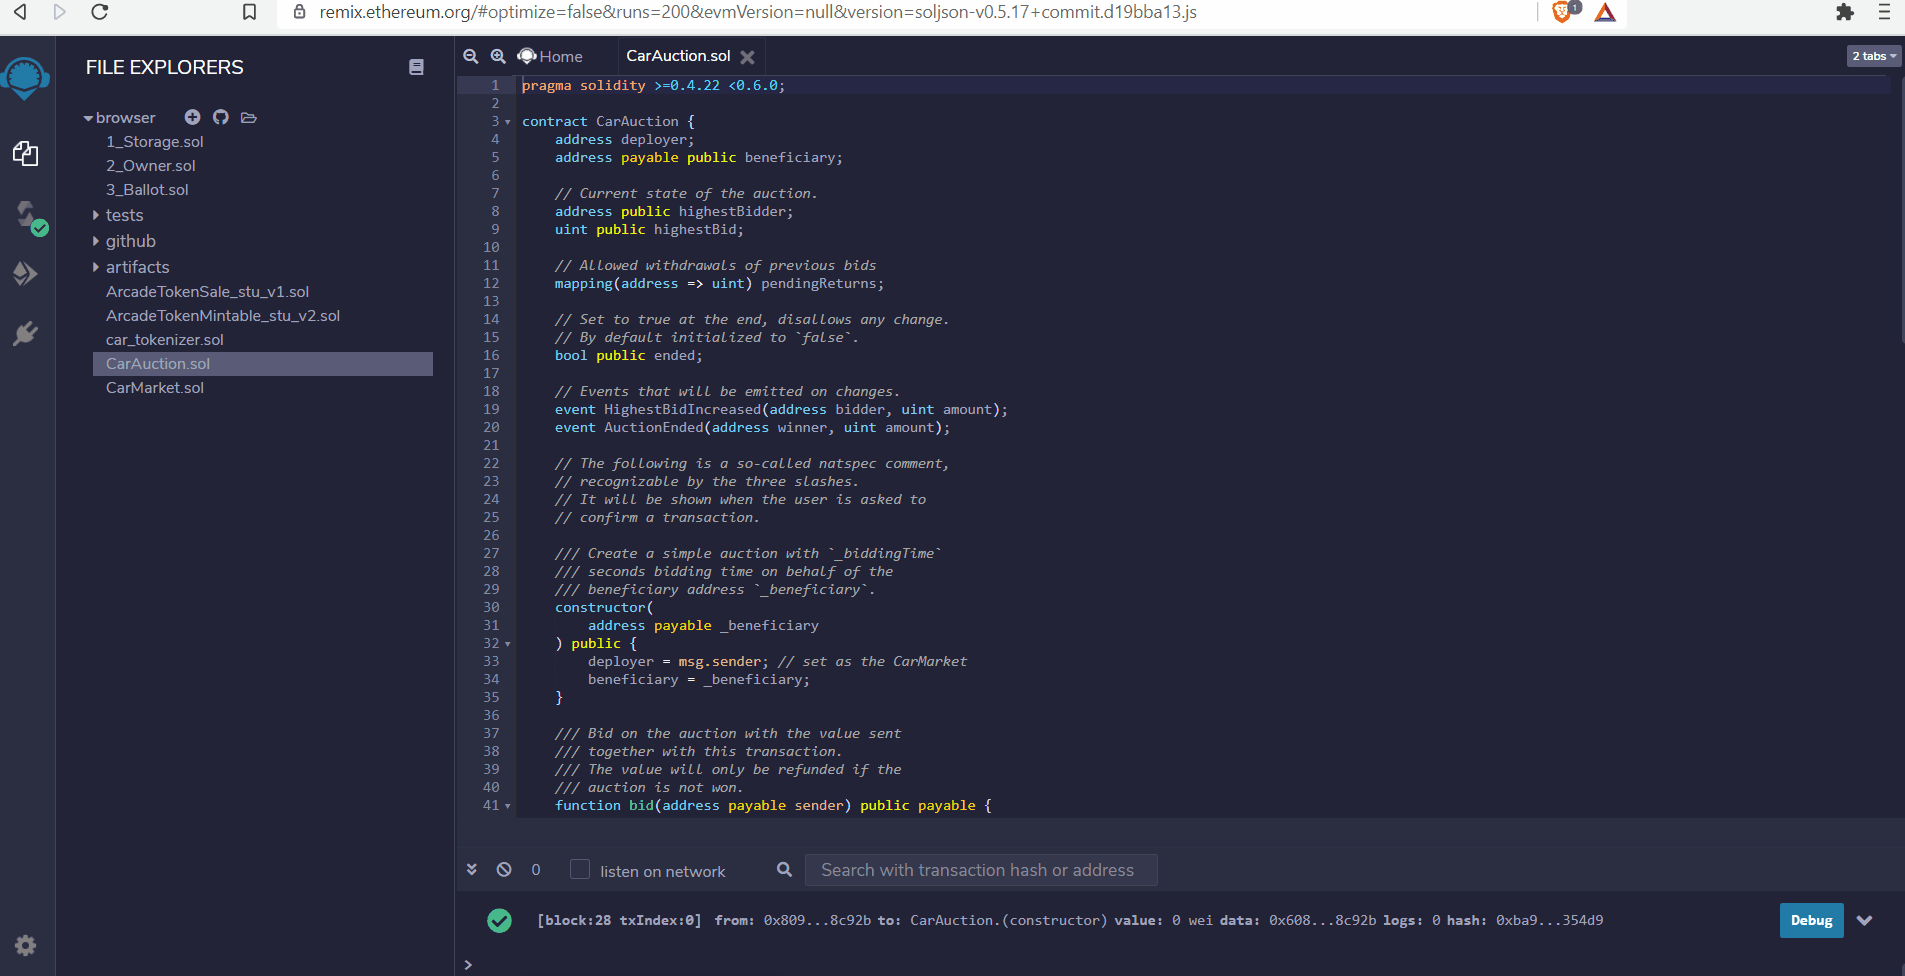 remix.ethereum.org/#optimize=false&runs=200&evmVersion=null&version=soljson-v0.5.17+commit.d19bba13.js
1
FILE EXPLORERS
browser
1_Storage.sol
2_Owner.sol
3_Ballot.sol
tests
github
artifacts
ArcadeTokenSale_stu_v1.sol
ArcadeTokenMintable_stu_v2.sol
car_tokenizer.sol
CarAuction.sol
CarMarket.sol
Home CarAuction.sol
2 tabs
1 pragma solidity >=0.4.22 <0.6.0;
2
3 contract CarAuction {
4 address deployer;
5 address payable public beneficiary;
6
7 // Current state of the auction.
8 address public highestBidder;
9 uint public highestBid;
10
11 // Allowed withdrawals of previous bids
12 mapping(address => uint) pendingReturns;
13
14 // Set to true at the end, disallows any change.
15 // By default initialized to `false`.
16 bool public ended;
17
18 // Events that will be emitted on changes.
19 event HighestBidIncreased(address bidder, uint amount);
20 event AuctionEnded(address winner, uint amount);
21
22 // The following is a so-called natspec comment,
23 // recognizable by the three slashes.
24 // It will be shown when the user is asked to
25 // confirm a transaction.
26
27 /// Create a simple auction with `_biddingTime`
28 /// seconds bidding time on behalf of the
29 /// beneficiary address `_beneficiary`.
30 constructor(
31 address payable _beneficiary
32 ) public {
33 deployer = msg.sender; // set as the CarMarket
34 beneficiary = _beneficiary;
35 }
36
37 /// Bid on the auction with the value sent
38 /// together with this transaction.
39 /// The value will only be refunded if the
40 /// auction is not won.
41 function bid(address payable sender) public payable {
0 listen on network Search with transaction hash or address
[block:28 txIndex:0] from: 0x809...8c92b to: CarAuction.(constructor) value: 0 wei data: 0x608...8c92b logs: 0 hash: 0xba9...354d9 Debug
>